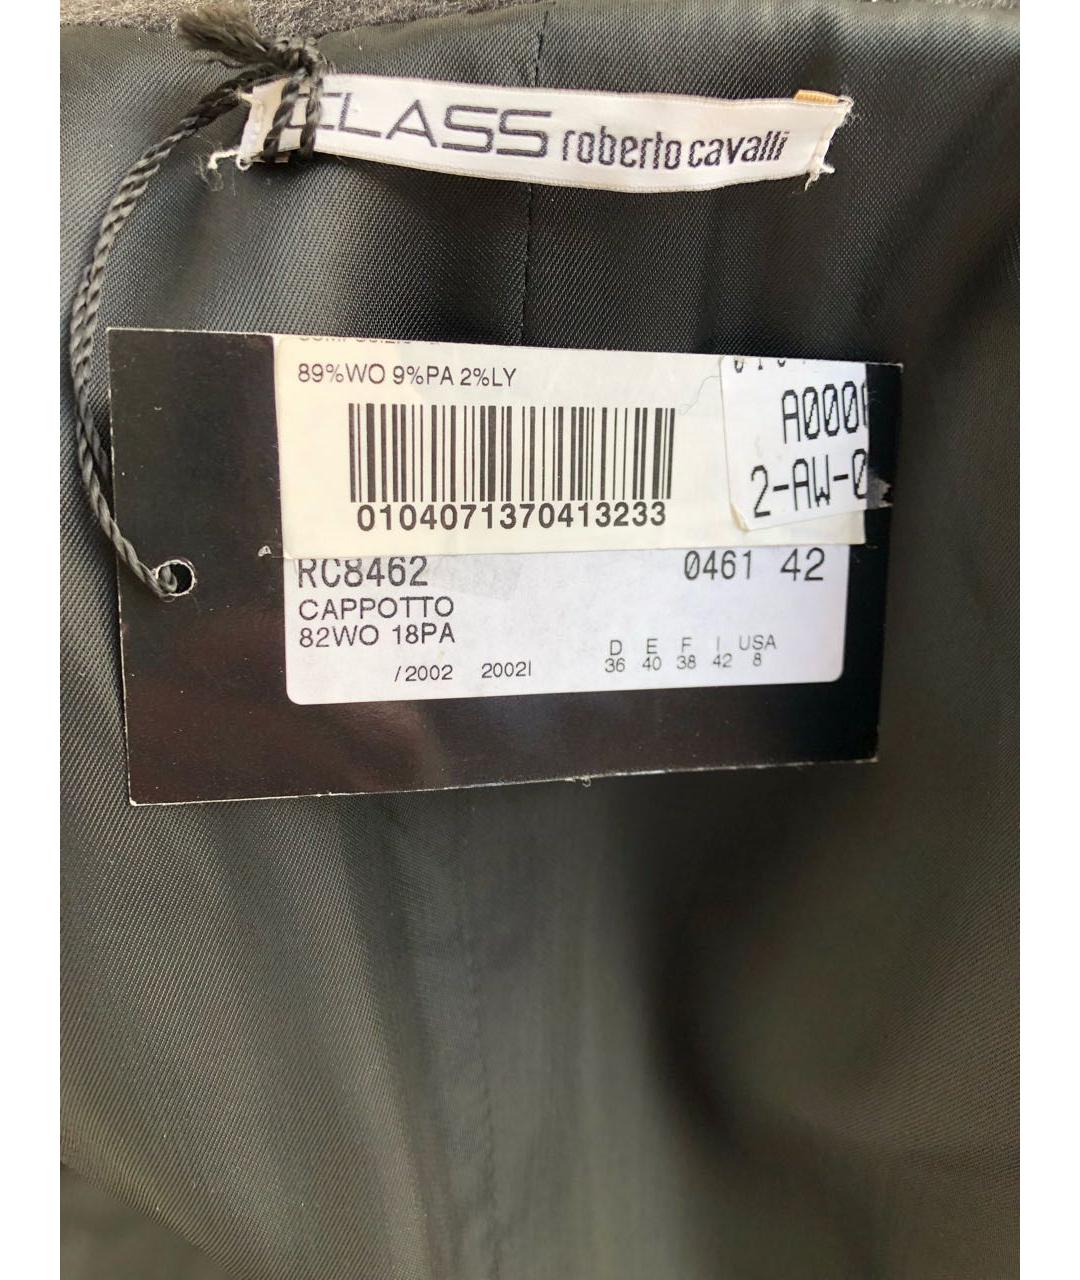 CLASS roberto cavalli
89%WO 9%PA 2%LY
0104071370413233
A000
2-AW-0
RC8462 0461 42
CAPPOTTO
82WO 18PA
/2002 2002I
D E F I USA
36 40 38 42 8